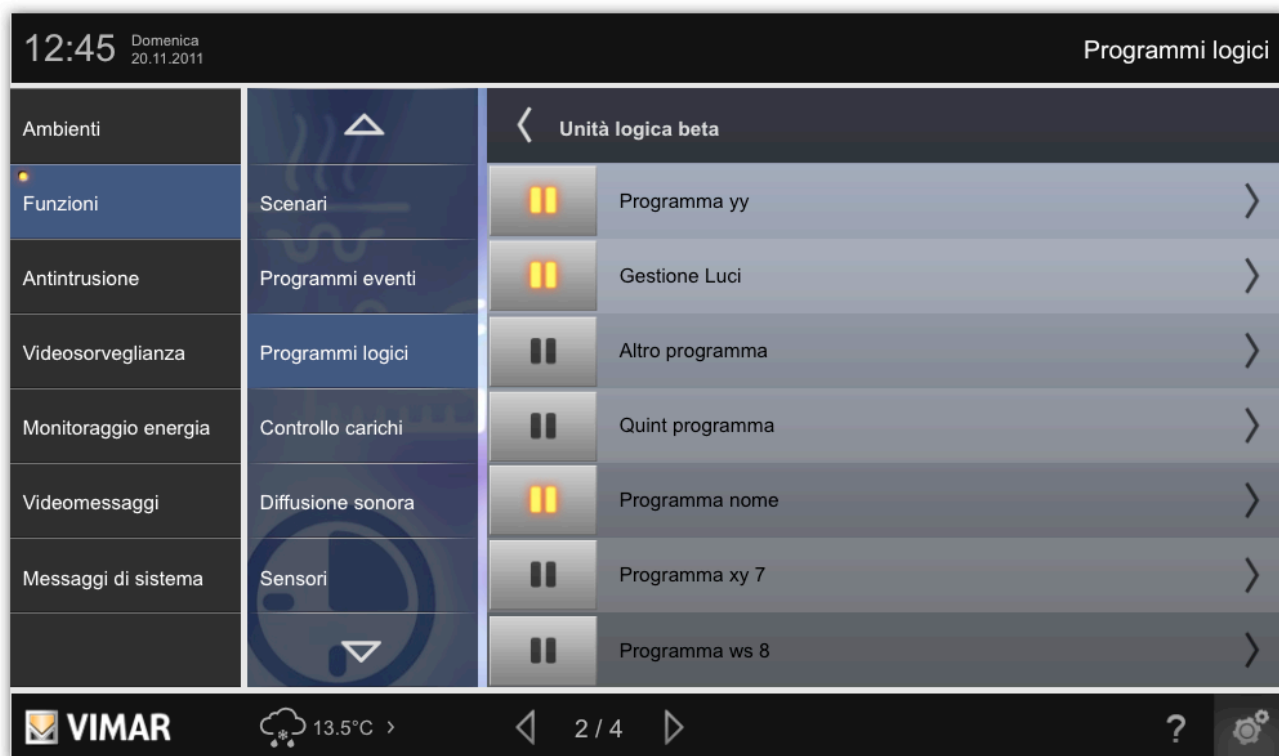 12:45 Domenica
20.11.2011
Programmi logici
Ambienti
Funzioni
Antintrusione
Videosorveglianza
Monitoraggio energia
Videomessaggi
Messaggi di sistema
Scenari
Programmi eventi
Programmi logici
Controllo carichi
Diffusione sonora
Sensori
Unità logica beta
Programma yy
Gestione Luci
Altro programma
Quint programma
Programma nome
Programma xy 7
Programma ws 8
VIMAR
13.5°C >
2 / 4
?